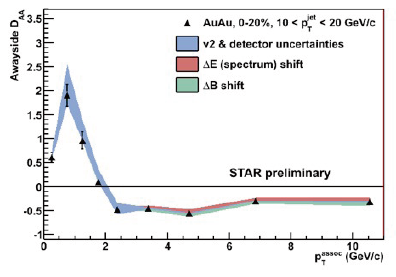 AuAu, 0-20%, 10 < p_T^jet < 20 GeV/c
v2 & detector uncertainties
ΔE (spectrum) shift
ΔB shift
Awayside D_AA
3.5
3
2.5
2
1.5
1
0.5
0
-0.5
-1
STAR preliminary
0 2 4 6 8 10
p_T^assoc (GeV/c)